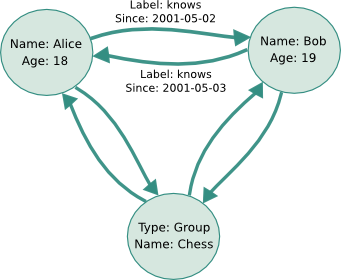 Label: knows
Since: 2001-05-02
Name: Alice
Age: 18
Name: Bob
Age: 19
Label: knows
Since: 2001-05-03
Type: Group
Name: Chess